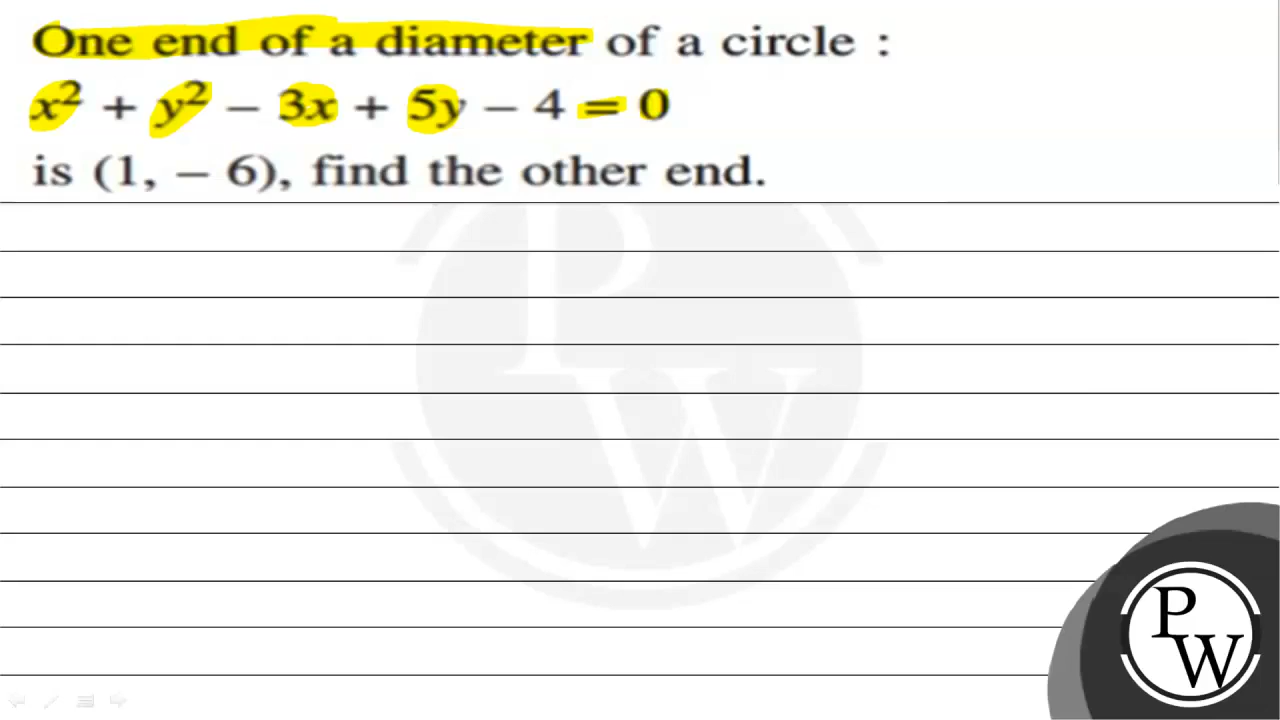 One end of a diameter of a circle :
x² + y² − 3x + 5y − 4 = 0
is (1, − 6), find the other end.
P
W
P
W